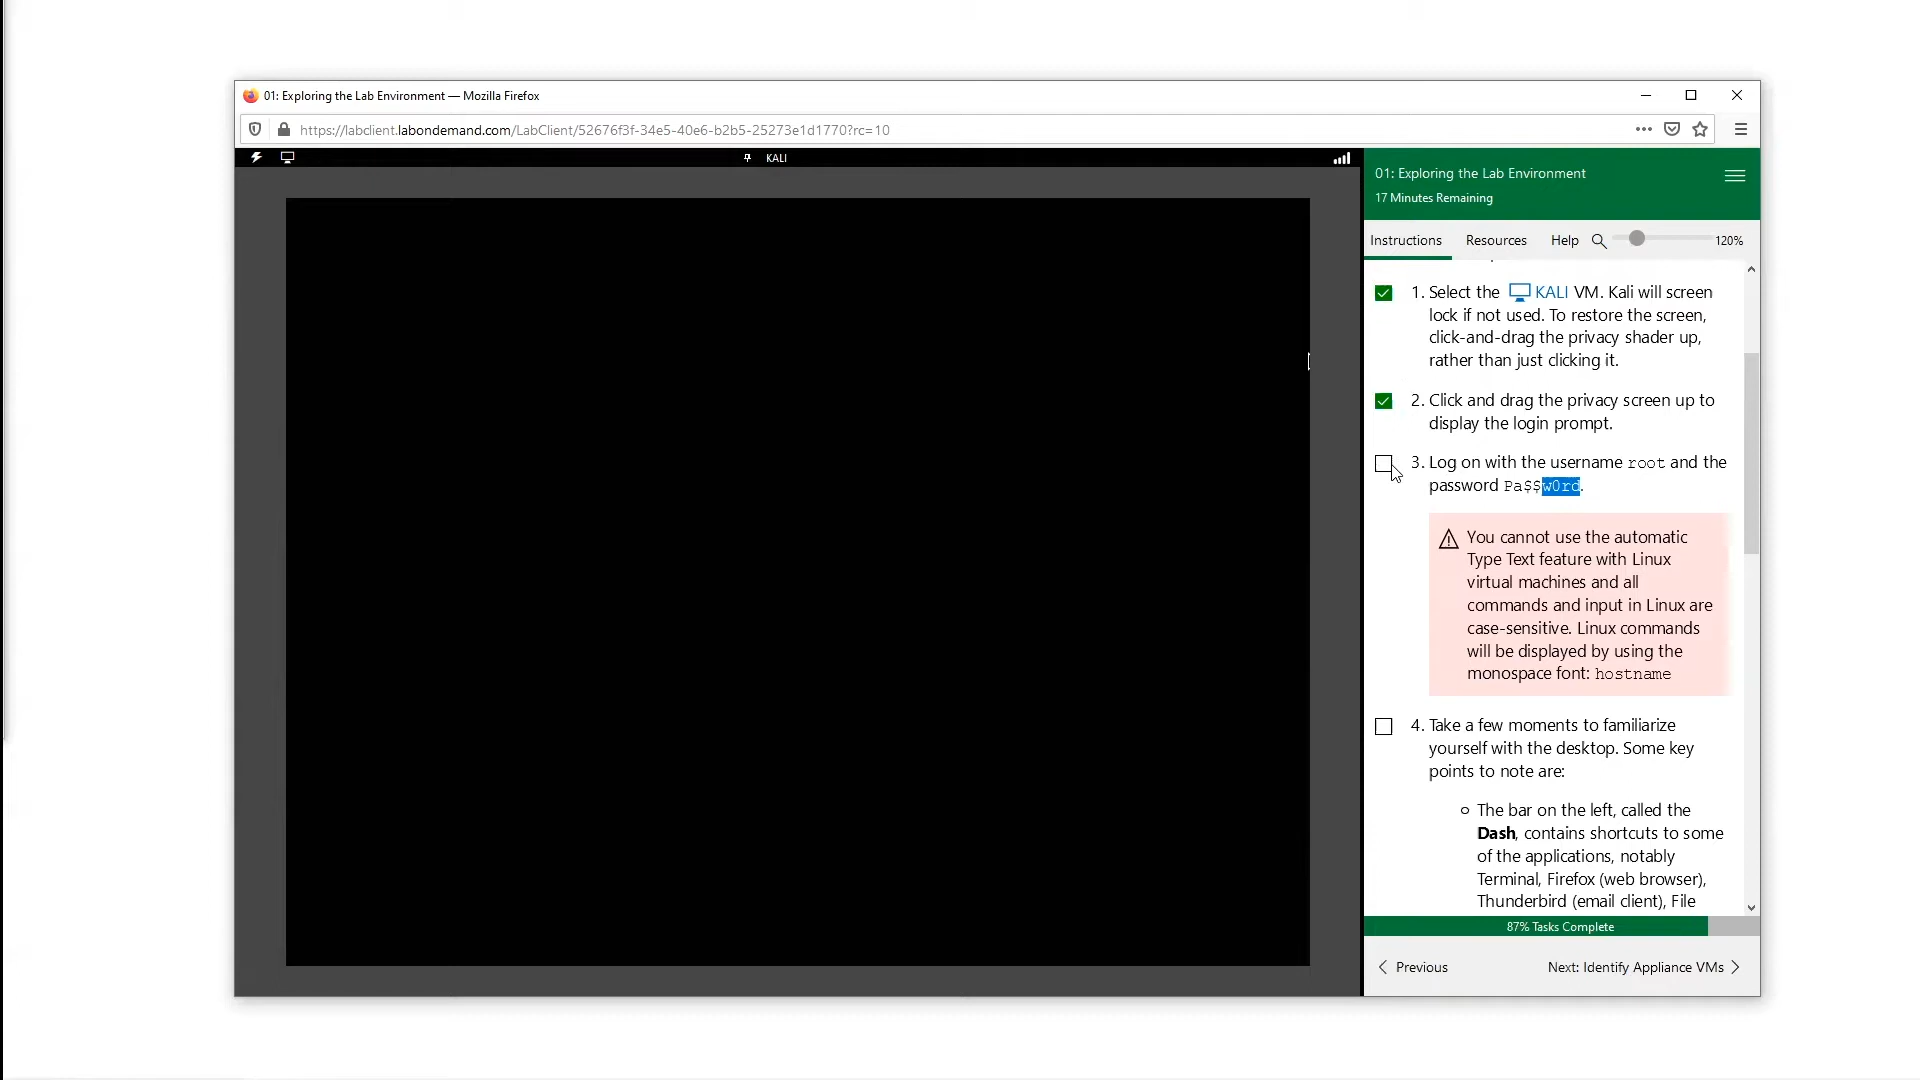 01: Exploring the Lab Environment — Mozilla Firefox
https://labclient.labondemand.com/LabClient/52676f3f-34e5-40e6-b2b5-25273e1d1770?rc=10
KALI
01: Exploring the Lab Environment
17 Minutes Remaining
Instructions Resources Help 120%
1. Select the KALI VM. Kali will screen
lock if not used. To restore the screen,
click-and-drag the privacy shader up,
rather than just clicking it.
2. Click and drag the privacy screen up to
display the login prompt.
3. Log on with the username root and the
password Pa$$w0rd.
You cannot use the automatic
Type Text feature with Linux
virtual machines and all
commands and input in Linux are
case-sensitive. Linux commands
will be displayed by using the
monospace font: hostname
4. Take a few moments to familiarize
yourself with the desktop. Some key
points to note are:
The bar on the left, called the
Dash, contains shortcuts to some
of the applications, notably
Terminal, Firefox (web browser),
Thunderbird (email client), File
87% Tasks Complete
Previous Next: Identify Appliance VMs